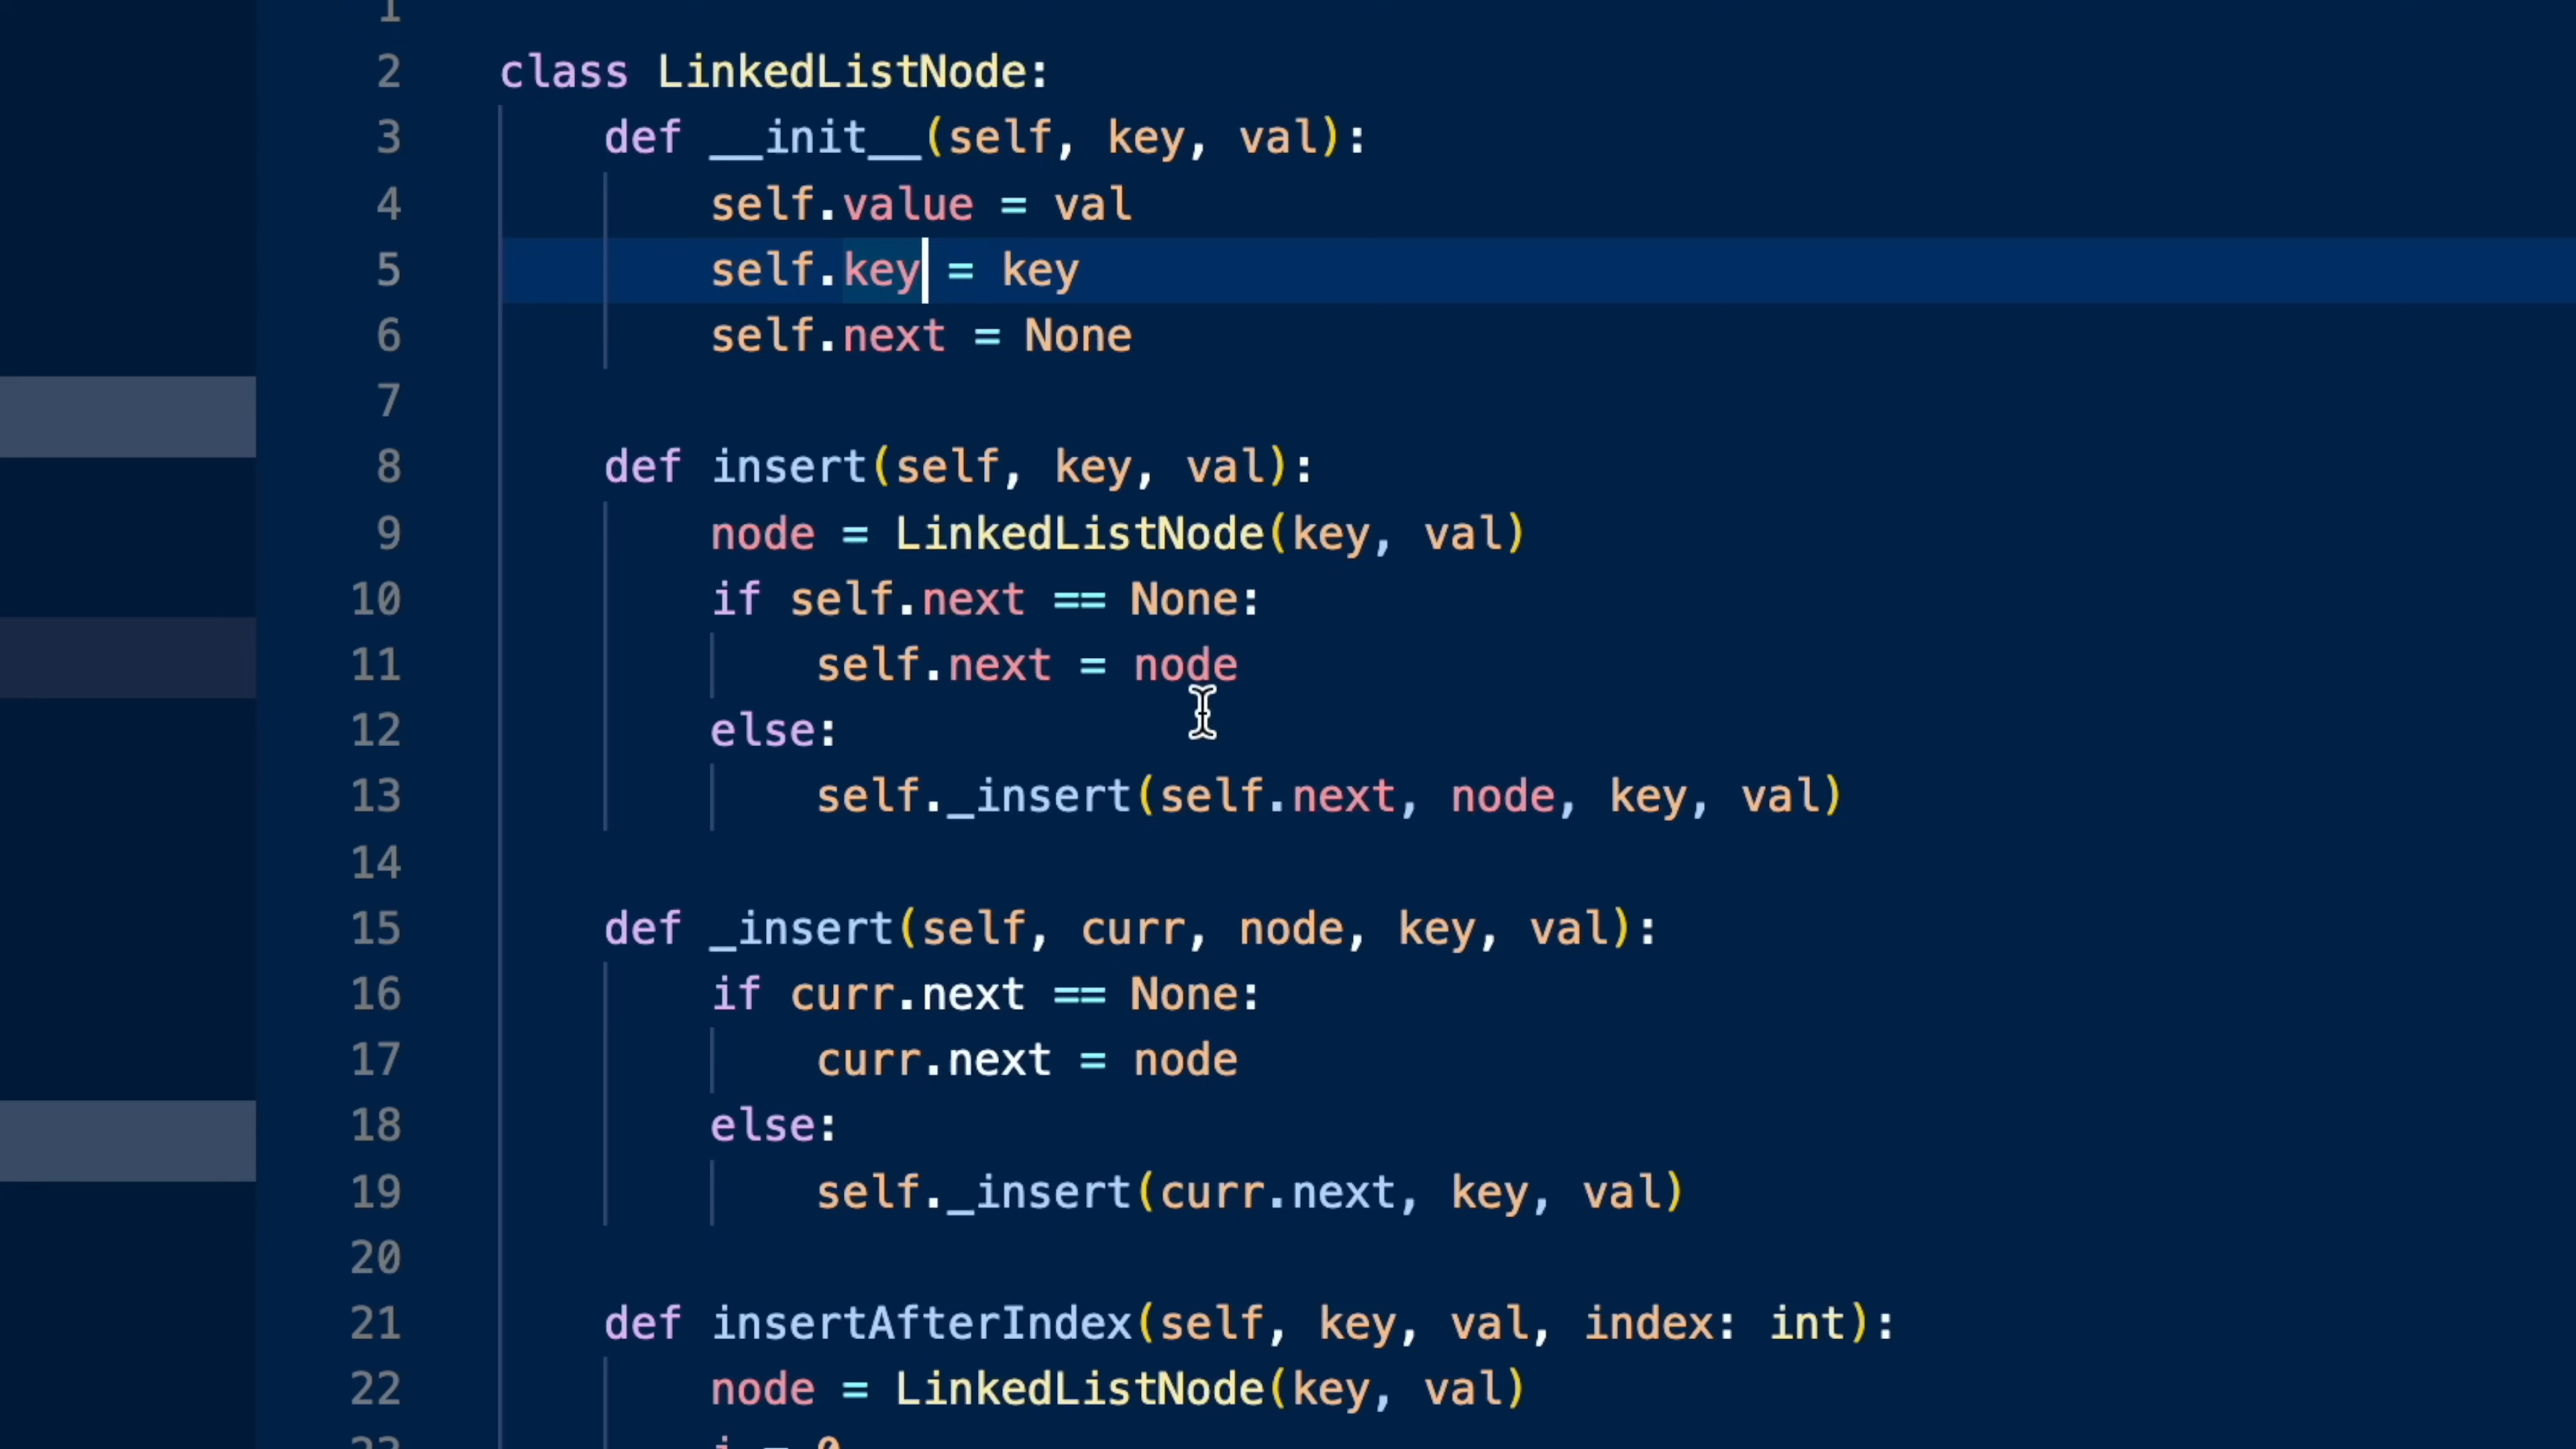 1
2 class LinkedListNode:
3 def __init__(self, key, val):
4 self.value = val
5 self.key = key
6 self.next = None
7
8 def insert(self, key, val):
9 node = LinkedListNode(key, val)
10 if self.next == None:
11 self.next = node
12 else:
13 self._insert(self.next, node, key, val)
14
15 def _insert(self, curr, node, key, val):
16 if curr.next == None:
17 curr.next = node
18 else:
19 self._insert(curr.next, key, val)
20
21 def insertAfterIndex(self, key, val, index: int):
22 node = LinkedListNode(key, val)